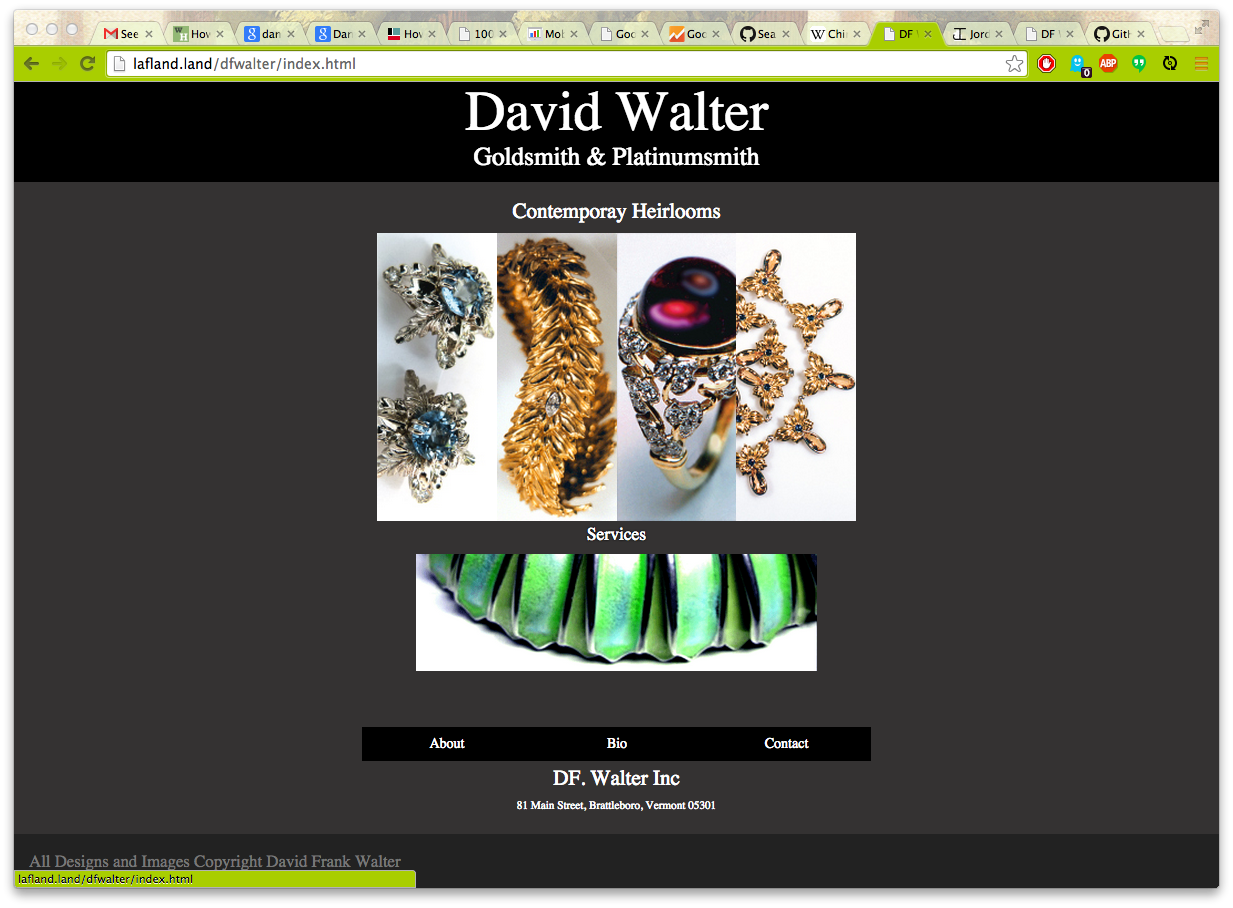 See
How
dan
Dan
How
100
Mol
Goo
Goo
Sea
Chi
DF
Jord
DF
Git
lafland.land/dfwalter/index.html
ABP
0
David Walter
Goldsmith & Platinumsmith
Contemporay Heirlooms
Services
About Bio Contact
DF. Walter Inc
81 Main Street, Brattleboro, Vermont 05301
All Designs and Images Copyright David Frank Walter
lafland.land/dfwalter/index.html